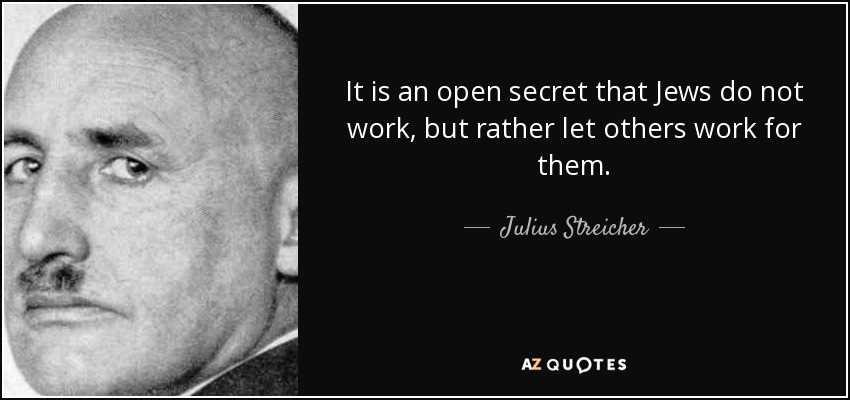 It is an open secret that Jews do not
work, but rather let others work for
them.
Julius Streicher
AZ QUOTES